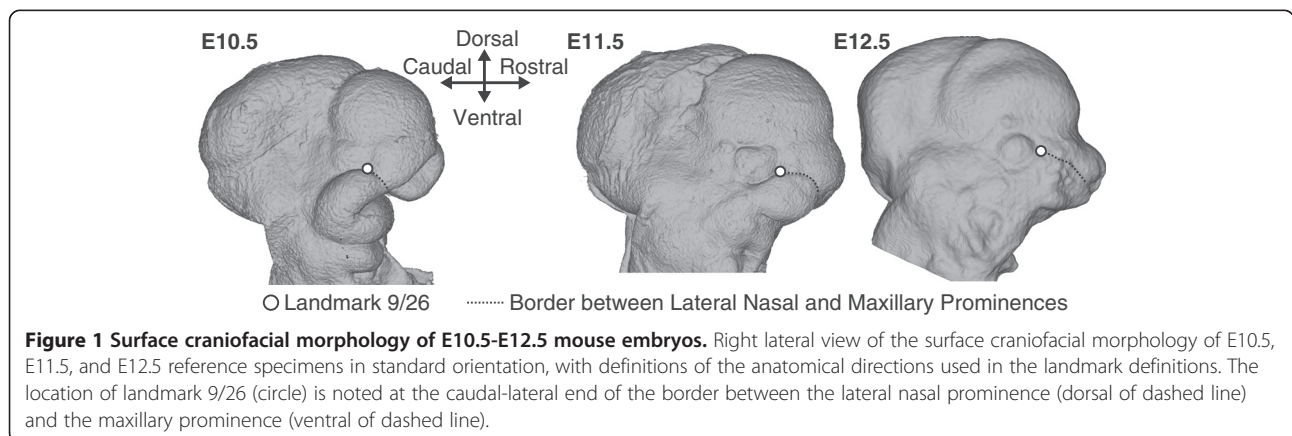 E10.5 Dorsal E11.5 E12.5
Caudal Rostral
Ventral
Landmark 9/26 Border between Lateral Nasal and Maxillary Prominences
Figure 1 Surface craniofacial morphology of E10.5-E12.5 mouse embryos. Right lateral view of the surface craniofacial morphology of E10.5,
E11.5, and E12.5 reference specimens in standard orientation, with definitions of the anatomical directions used in the landmark definitions. The
location of landmark 9/26 (circle) is noted at the caudal-lateral end of the border between the lateral nasal prominence (dorsal of dashed line)
and the maxillary prominence (ventral of dashed line).